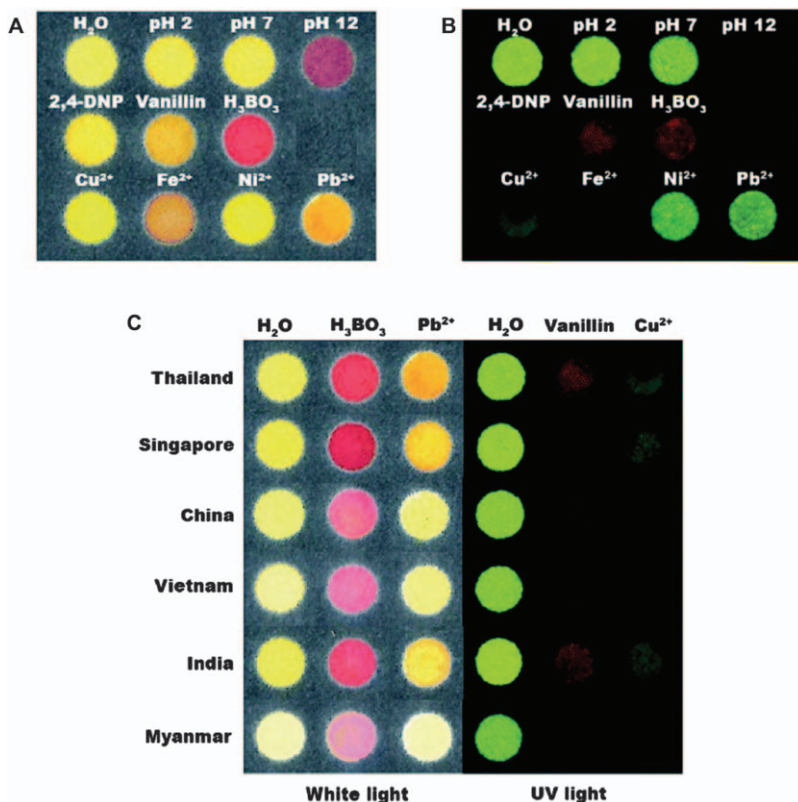 A
H₂O pH 2 pH 7 pH 12
2,4-DNP Vanillin H₃BO₃
Cu²⁺ Fe²⁺ Ni²⁺ Pb²⁺
B
H₂O pH 2 pH 7 pH 12
2,4-DNP Vanillin H₃BO₃
Cu²⁺ Fe²⁺ Ni²⁺ Pb²⁺
C
H₂O H₃BO₃ Pb²⁺ H₂O Vanillin Cu²⁺
Thailand
Singapore
China
Vietnam
India
Myanmar
White light UV light